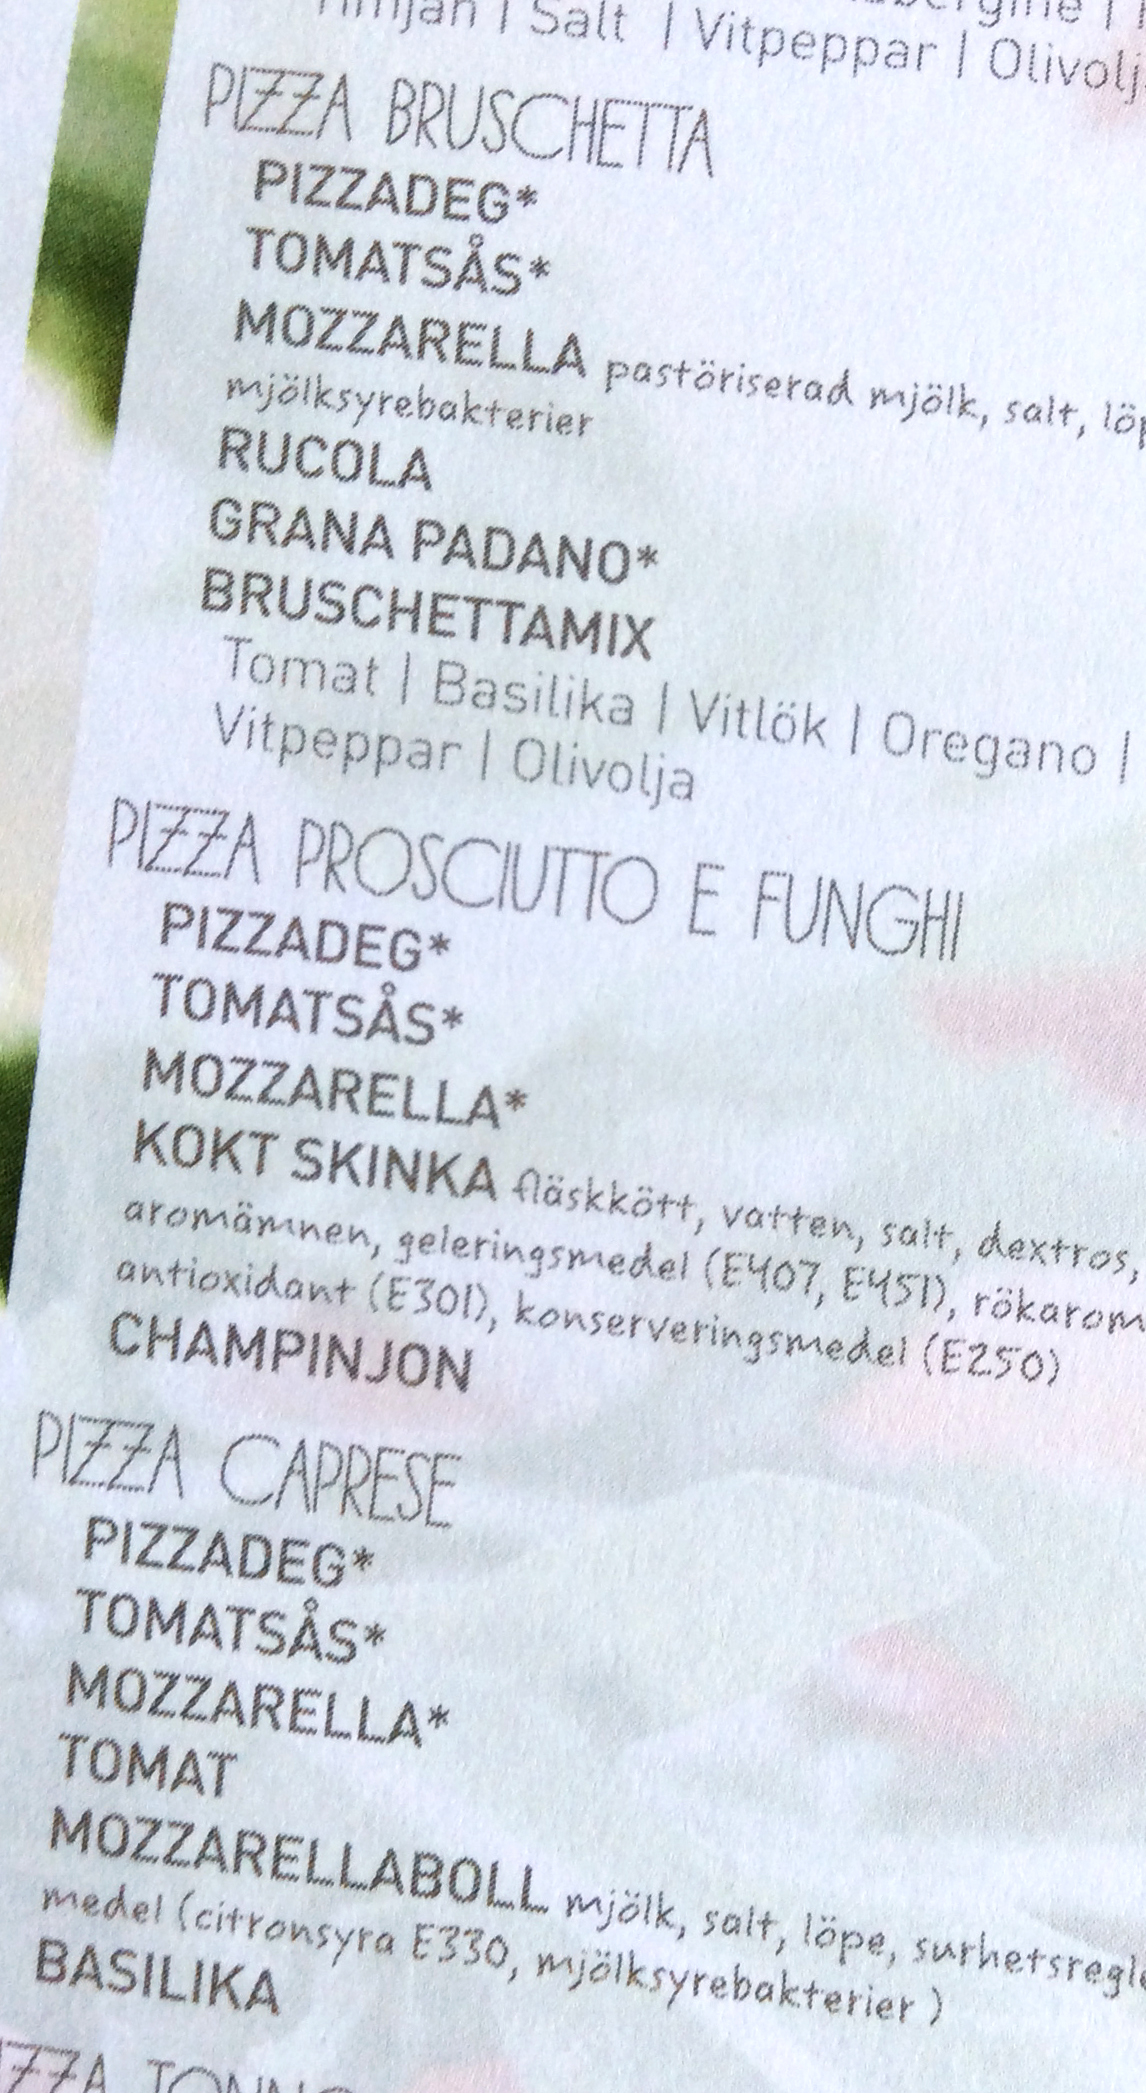 Timjan | Salt | Vitpeppar |
PIZZA BRUSCHETTA
PIZZADEG*
TOMATSÅS*
MOZZARELLA pastöriserad mjölk, salt,
mjölksyrebakterier
RUCOLA
GRANA PADANO*
BRUSCHETTAMIX
Tomat | Basilika | Vitlök | Oregano |
Vitpeppar | Olivolja
PIZZA PROSCIUTTO E FUNGHI
PIZZADEG*
TOMATSÅS*
MOZZARELLA*
KOKT SKINKA fläskkött, vatten, salt, dextros,
aromämnen, geleringsmedel (E407, E451), rökarom
antioxidant (E301), konserveringsmedel (E250)
CHAMPINJON
PIZZA CAPRESE
PIZZADEG*
TOMATSÅS*
MOZZARELLA*
TOMAT
MOZZARELLABOLL mjölk, salt, löpe, surhetsregle
medel (citronsyra E330, mjölksyrebakterier )
BASILIKA
PIZZA TONNO